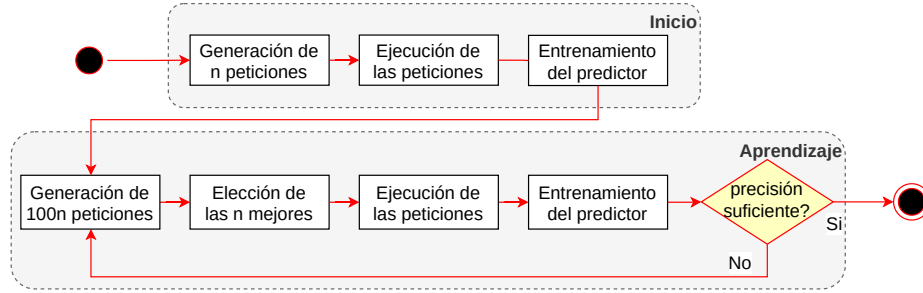 Inicio
Generación de
n peticiones
Ejecución de
las peticiones
Entrenamiento
del predictor
Aprendizaje
Generación de
100n peticiones
Elección de
las n mejores
Ejecución de
las peticiones
Entrenamiento
del predictor
precisión
suficiente?
Si
No